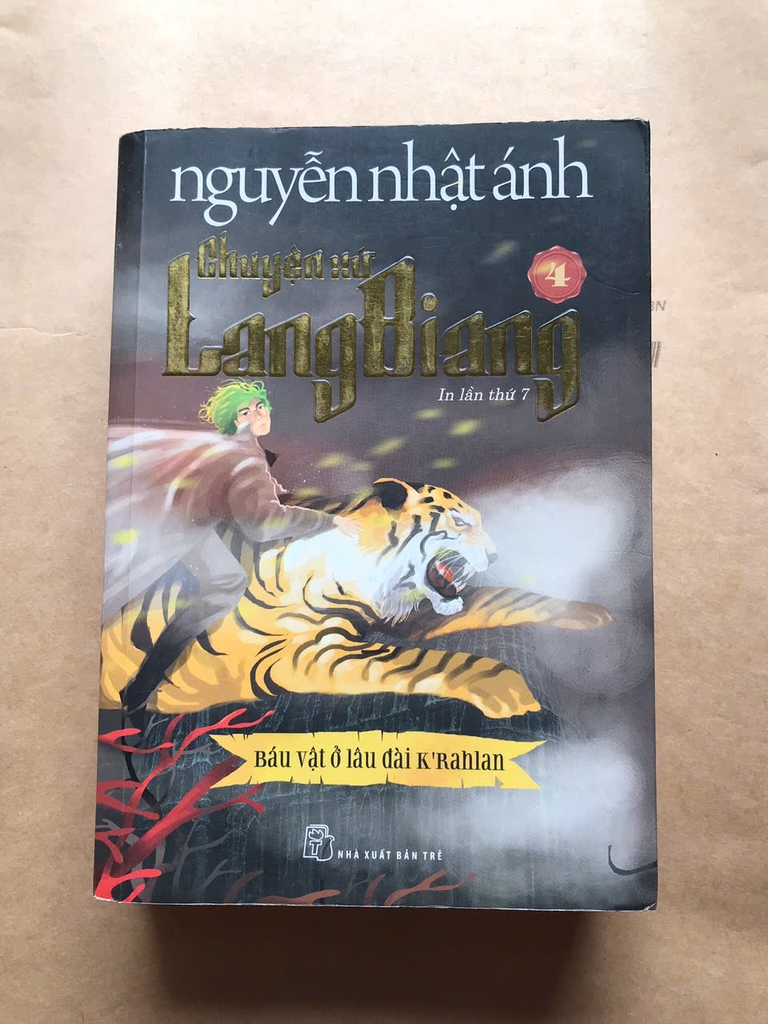 nguyễn nhật ánh
Chuyện xứ
4
LangBiang
In lần thứ 7
Báu vật ở lâu đài K'Rahlan
T
NHÀ XUẤT BẢN TRẺ
BN